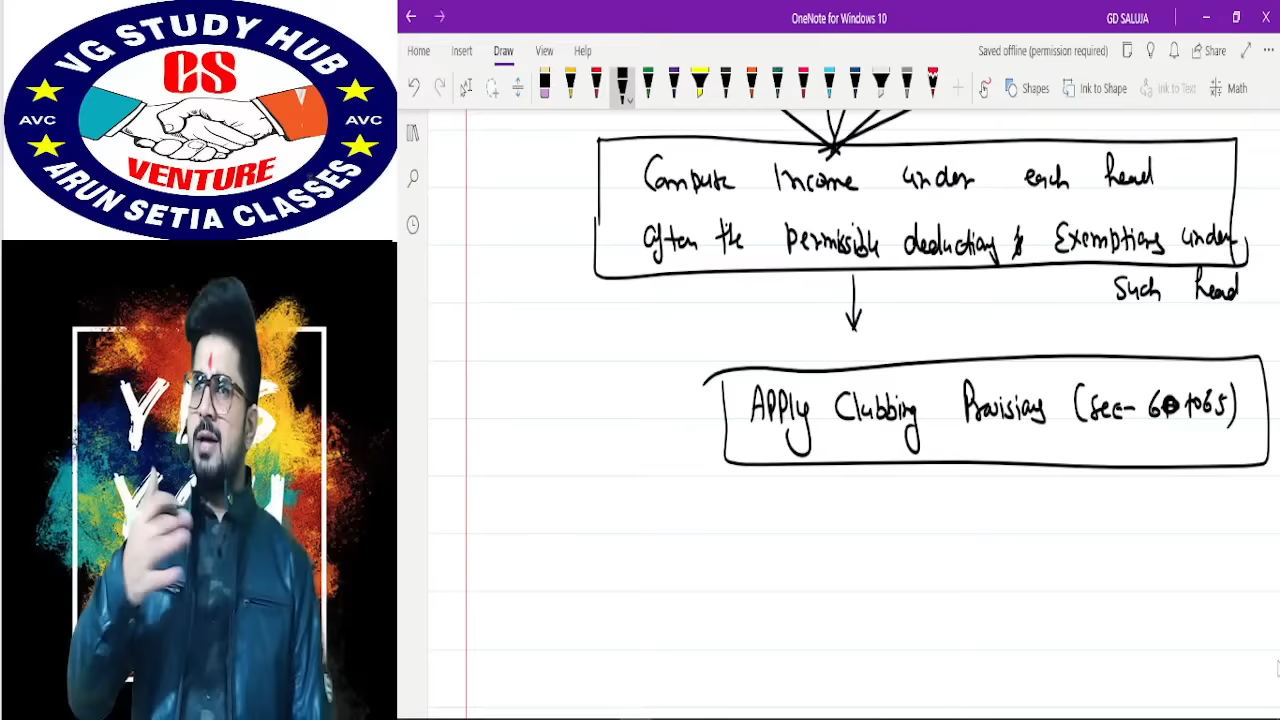 VG STUDY HUB
CS
AVC
AVC
VENTURE
ARUN SETIA CLASSES
YES
YOU
OneNote for Windows 10
GD SALUJA
Home Insert Draw View Help
Saved offline (permission required)
Share
Shapes
Ink to Shape
Ink to Text
Math
Compute Income under each head
after the permissible deductions & Exemptions under
such head
APPLY Clubbing Provisions (Sec- 60 to 65)